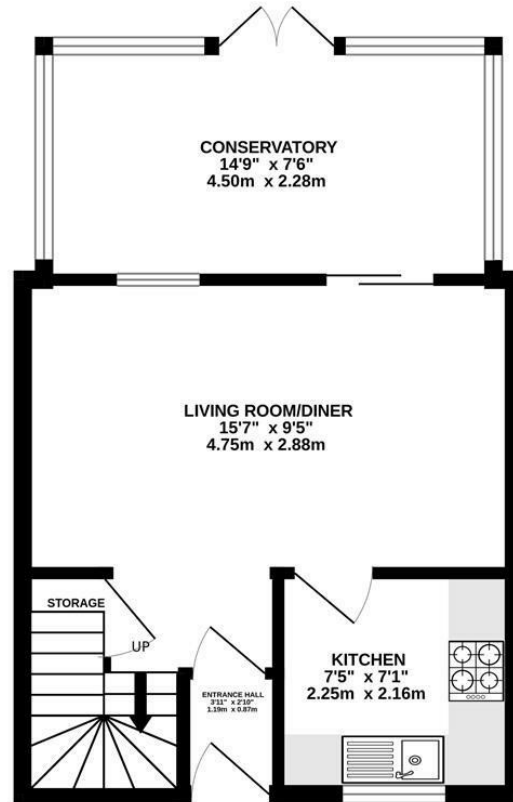 CONSERVATORY
14'9" x 7'6"
4.50m x 2.28m
LIVING ROOM/DINER
15'7" x 9'5"
4.75m x 2.88m
STORAGE
UP
ENTRANCE HALL
3'11" x 2'10"
1.19m x 0.87m
KITCHEN
7'5" x 7'1"
2.25m x 2.16m